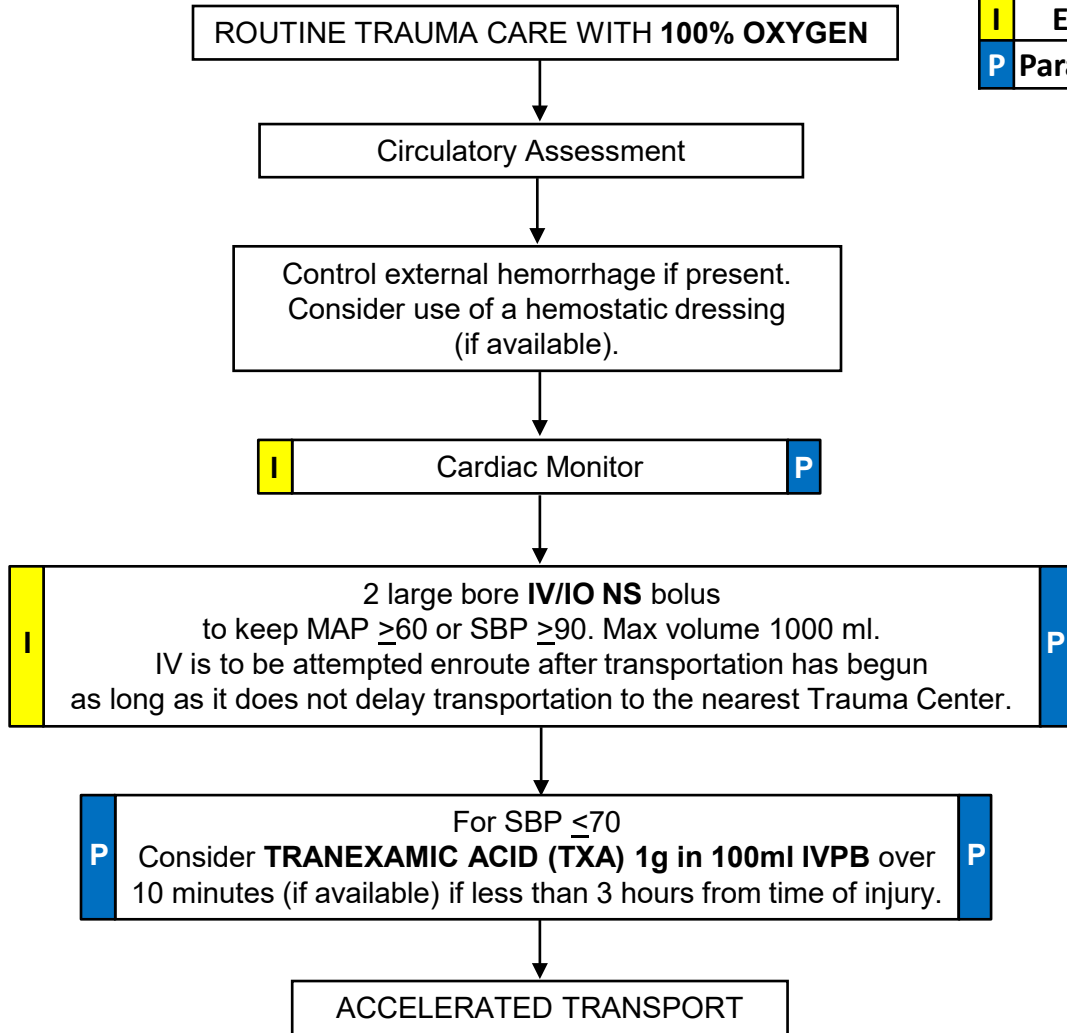 ROUTINE TRAUMA CARE WITH 100% OXYGEN
I E
P Para
Circulatory Assessment
Control external hemorrhage if present.
Consider use of a hemostatic dressing
(if available).
I Cardiac Monitor P
2 large bore IV/IO NS bolus
to keep MAP ≥60 or SBP ≥90. Max volume 1000 ml.
I P
IV is to be attempted enroute after transportation has begun
as long as it does not delay transportation to the nearest Trauma Center.
For SBP ≤70
P Consider TRANEXAMIC ACID (TXA) 1g in 100ml IVPB over P
10 minutes (if available) if less than 3 hours from time of injury.
ACCELERATED TRANSPORT